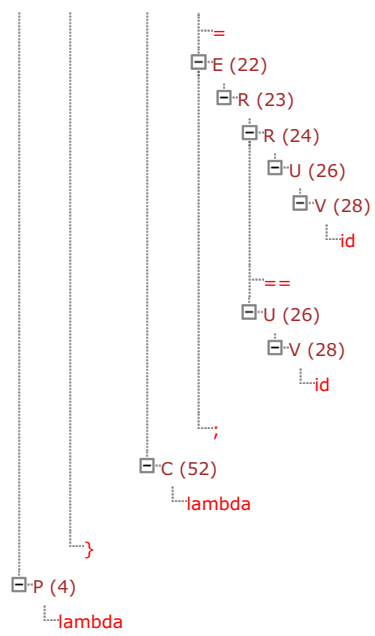 =
E (22)
R (23)
R (24)
U (26)
V (28)
id
==
U (26)
V (28)
id
;
C (52)
lambda
}
P (4)
lambda